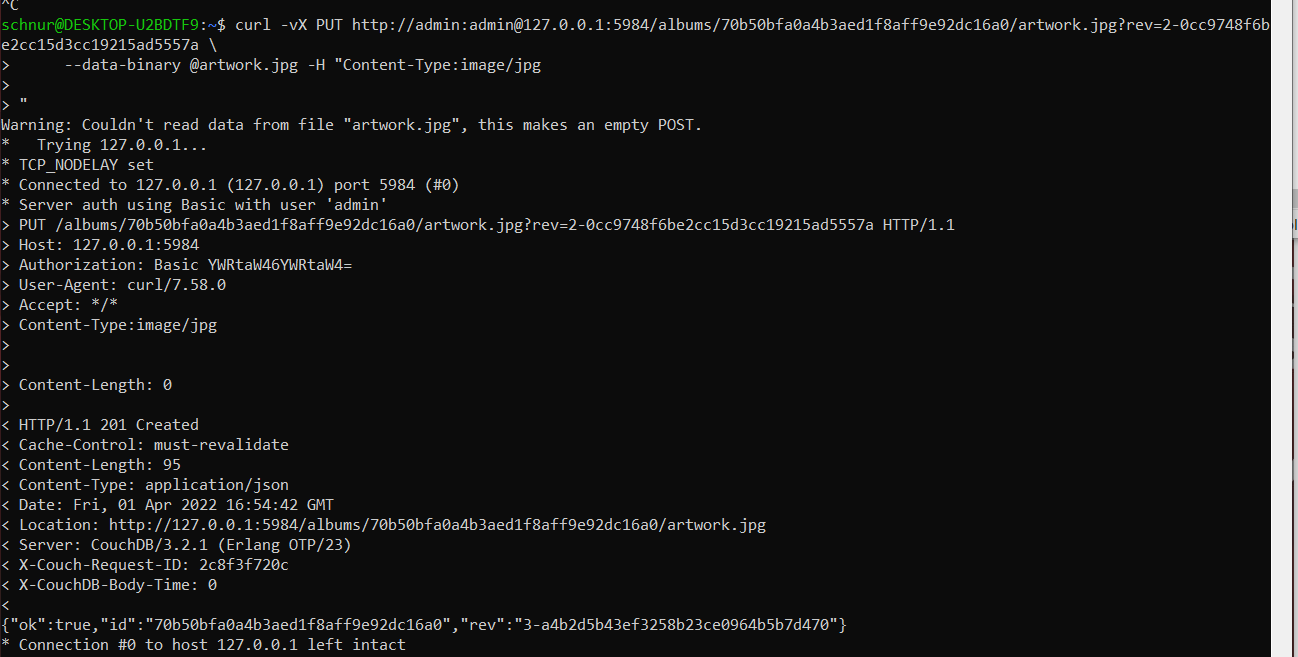 ^C
schnur@DESKTOP-U2BDTF9:~$ curl -vX PUT http://admin:admin@127.0.0.1:5984/albums/70b50bfa0a4b3aed1f8aff9e92dc16a0/artwork.jpg?rev=2-0cc9748f6b
e2cc15d3cc19215ad5557a \
>      --data-binary @artwork.jpg -H "Content-Type:image/jpg
>
> "
Warning: Couldn't read data from file "artwork.jpg", this makes an empty POST.
*   Trying 127.0.0.1...
* TCP_NODELAY set
* Connected to 127.0.0.1 (127.0.0.1) port 5984 (#0)
* Server auth using Basic with user 'admin'
> PUT /albums/70b50bfa0a4b3aed1f8aff9e92dc16a0/artwork.jpg?rev=2-0cc9748f6be2cc15d3cc19215ad5557a HTTP/1.1
> Host: 127.0.0.1:5984
> Authorization: Basic YWRtaW46YWRtaW4=
> User-Agent: curl/7.58.0
> Accept: */*
> Content-Type:image/jpg
>
>
> Content-Length: 0
>
< HTTP/1.1 201 Created
< Cache-Control: must-revalidate
< Content-Length: 95
< Content-Type: application/json
< Date: Fri, 01 Apr 2022 16:54:42 GMT
< Location: http://127.0.0.1:5984/albums/70b50bfa0a4b3aed1f8aff9e92dc16a0/artwork.jpg
< Server: CouchDB/3.2.1 (Erlang OTP/23)
< X-Couch-Request-ID: 2c8f3f720c
< X-CouchDB-Body-Time: 0
<
{"ok":true,"id":"70b50bfa0a4b3aed1f8aff9e92dc16a0","rev":"3-a4b2d5b43ef3258b23ce0964b5b7d470"}
* Connection #0 to host 127.0.0.1 left intact